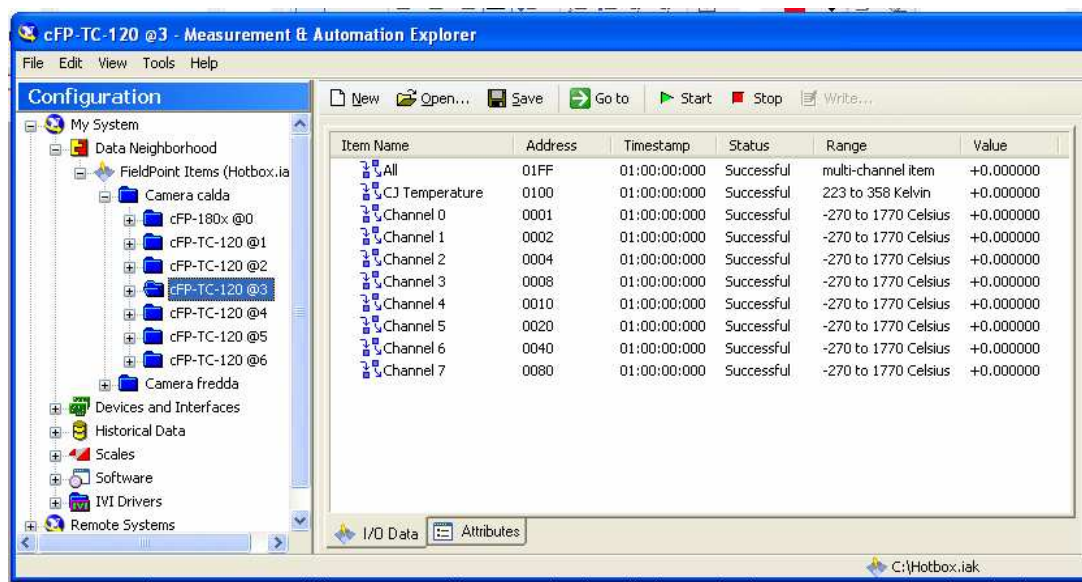 cFP-TC-120 @3 - Measurement & Automation Explorer
File Edit View Tools Help
Configuration
New Open... Save Go to Start Stop Write...
My System
Data Neighborhood
FieldPoint Items (Hotbox.ia
Camera calda
cFP-180x @0
cFP-TC-120 @1
cFP-TC-120 @2
cFP-TC-120 @3
cFP-TC-120 @4
cFP-TC-120 @5
cFP-TC-120 @6
Camera fredda
Devices and Interfaces
Historical Data
Scales
Software
IVI Drivers
Remote Systems
Item Name Address Timestamp Status Range Value
All 01FF 01:00:00:000 Successful multi-channel item +0.000000
CJ Temperature 0100 01:00:00:000 Successful 223 to 358 Kelvin +0.000000
Channel 0 0001 01:00:00:000 Successful -270 to 1770 Celsius +0.000000
Channel 1 0002 01:00:00:000 Successful -270 to 1770 Celsius +0.000000
Channel 2 0004 01:00:00:000 Successful -270 to 1770 Celsius +0.000000
Channel 3 0008 01:00:00:000 Successful -270 to 1770 Celsius +0.000000
Channel 4 0010 01:00:00:000 Successful -270 to 1770 Celsius +0.000000
Channel 5 0020 01:00:00:000 Successful -270 to 1770 Celsius +0.000000
Channel 6 0040 01:00:00:000 Successful -270 to 1770 Celsius +0.000000
Channel 7 0080 01:00:00:000 Successful -270 to 1770 Celsius +0.000000
I/O Data Attributes
C:\Hotbox.iak